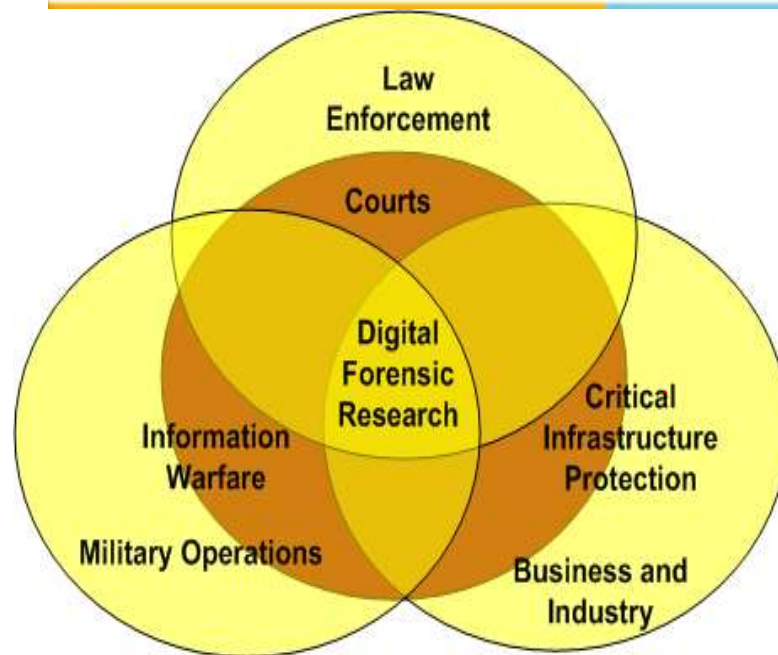 Law
Enforcement
Courts
Digital
Forensic
Research
Information
Warfare
Critical
Infrastructure
Protection
Military Operations
Business and
Industry